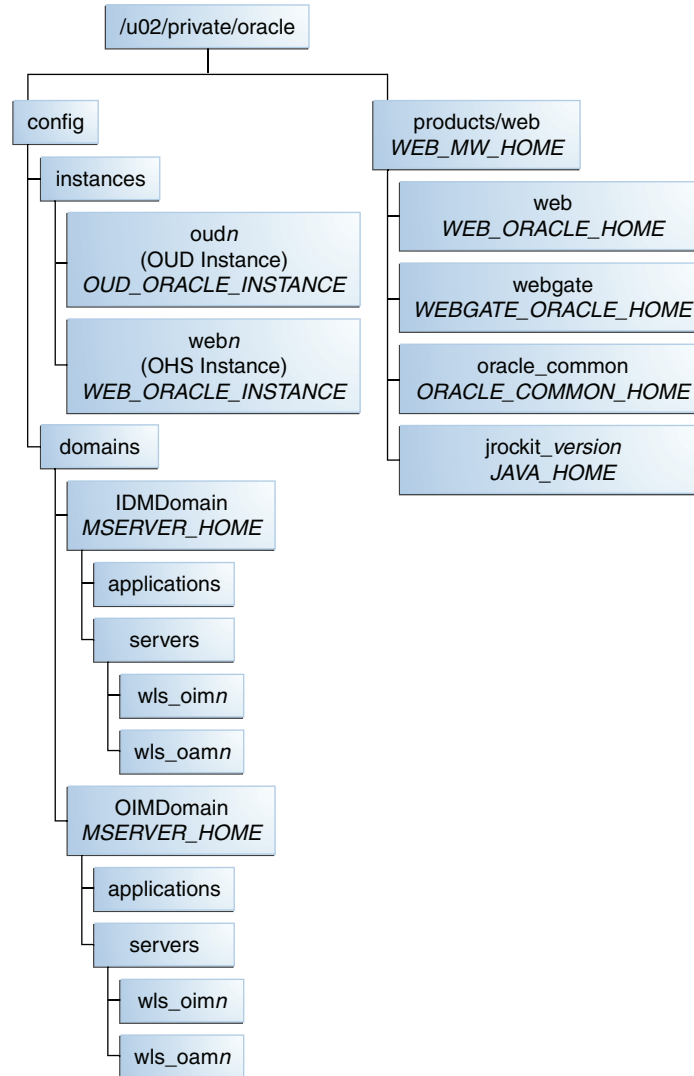 /u02/private/oracle
config
instances
oudn
(OUD Instance)
OUD_ORACLE_INSTANCE
webn
(OHS Instance)
WEB_ORACLE_INSTANCE
domains
IDMDomain
MSERVER_HOME
applications
servers
wls_oimn
wls_oamn
OIMDomain
MSERVER_HOME
applications
servers
wls_oimn
wls_oamn
products/web
WEB_MW_HOME
web
WEB_ORACLE_HOME
webgate
WEBGATE_ORACLE_HOME
oracle_common
ORACLE_COMMON_HOME
jrockit_version
JAVA_HOME